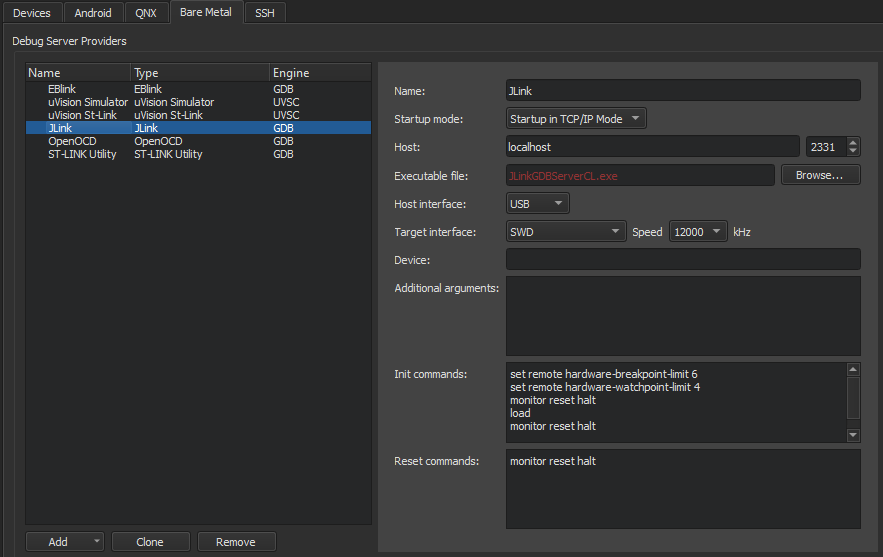 Devices Android QNX Bare Metal SSH
Debug Server Providers
Name Type Engine
EBlink EBlink GDB
uVision Simulator uVision Simulator UVSC
uVision St-Link uVision St-Link UVSC
JLink JLink GDB
OpenOCD OpenOCD GDB
ST-LINK Utility ST-LINK Utility GDB
Add Clone Remove
Name: JLink
Startup mode: Startup in TCP/IP Mode
Host: localhost 2331
Executable file: JLinkGDBServerCL.exe Browse...
Host interface: USB
Target interface: SWD Speed 12000 kHz
Device:
Additional arguments:
Init commands: set remote hardware-breakpoint-limit 6
set remote hardware-watchpoint-limit 4
monitor reset halt
load
monitor reset halt
Reset commands: monitor reset halt